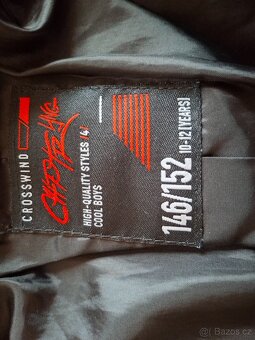 CROSSWIND
HIGH-QUALITY STYLES /4/
COOL BOYS
146/152
[10-12 YEARS]
©Bazos.cz